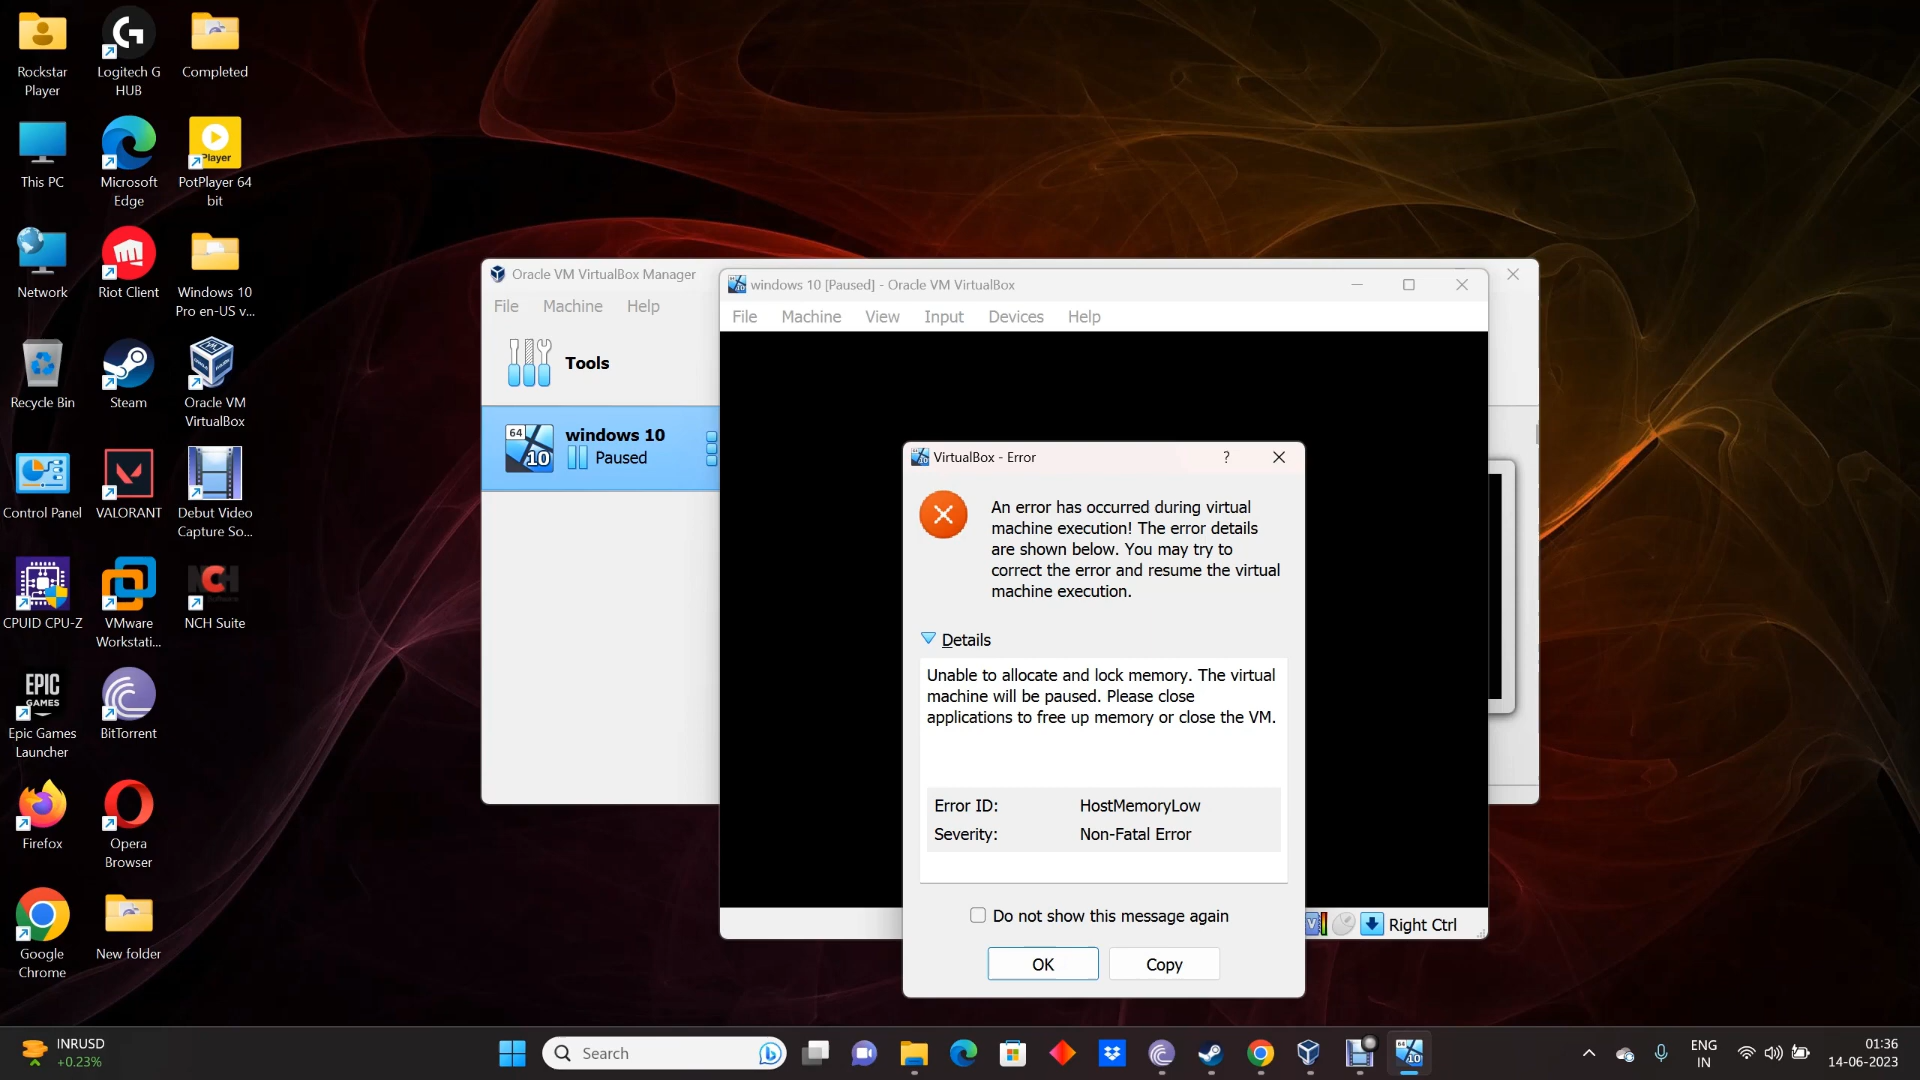 Rockstar
Player
Logitech G
HUB
Completed
This PC
Microsoft
Edge
Player
PotPlayer 64
bit
Network
Riot Client
Windows 10
Pro en-US v...
Recycle Bin
Steam
Oracle VM
VirtualBox
Control Panel
VALORANT
Debut Video
Capture So...
CPUID CPU-Z
VMware
Workstati...
NCH
NCH Suite
EPIC
GAMES
Epic Games
Launcher
BitTorrent
Firefox
Opera
Browser
Google
Chrome
New folder
Oracle VM VirtualBox Manager
File Machine Help
Tools
64
10
windows 10
Paused
windows 10 [Paused] - Oracle VM VirtualBox
File Machine View Input Devices Help
VirtualBox - Error
?
An error has occurred during virtual
machine execution! The error details
are shown below. You may try to
correct the error and resume the virtual
machine execution.
Details
Unable to allocate and lock memory. The virtual
machine will be paused. Please close
applications to free up memory or close the VM.
Error ID: HostMemoryLow
Severity: Non-Fatal Error
Do not show this message again
OK Copy
V
Right Ctrl
INRUSD
+0.23%
Search
64
10
ENG
IN
01:36
14-06-2023